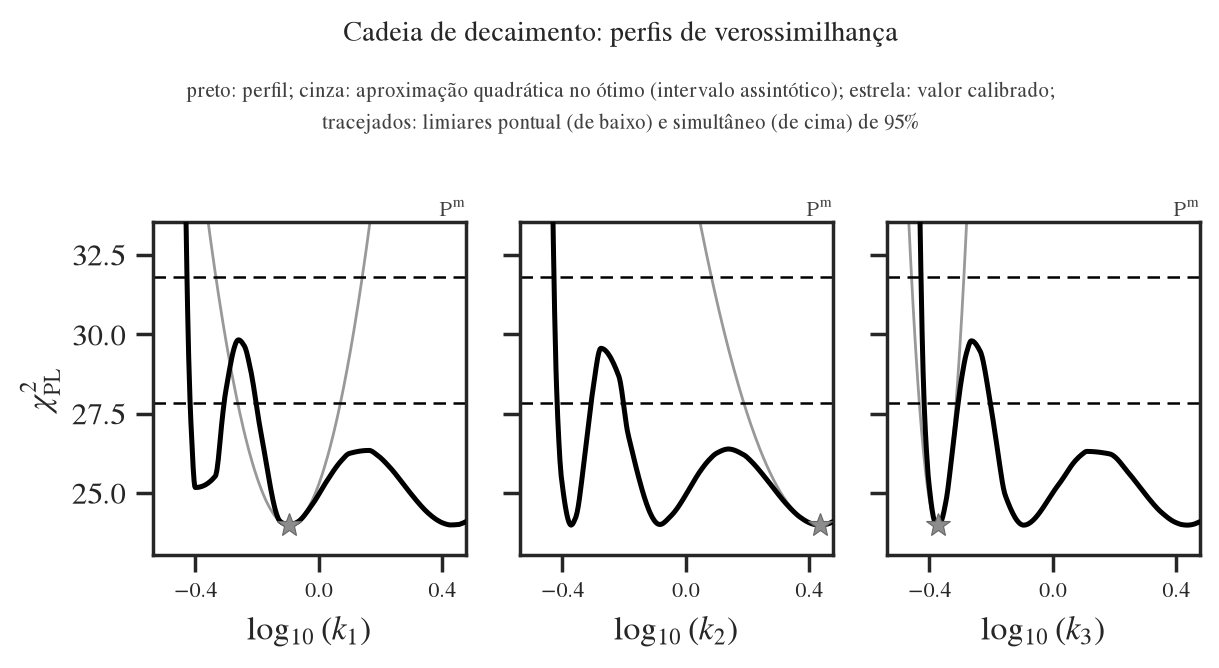 Cadeia de decaimento: perfis de verossimilhança
preto: perfil; cinza: aproximação quadrática no ótimo (intervalo assintótico); estrela: valor calibrado;
tracejados: limiares pontual (de baixo) e simultâneo (de cima) de 95%
Pᵐ Pᵐ Pᵐ
32.5
30.0
27.5
25.0
χ²PL
−0.4 0.0 0.4 −0.4 0.0 0.4 −0.4 0.0 0.4
log₁₀ (k₁) log₁₀ (k₂) log₁₀ (k₃)